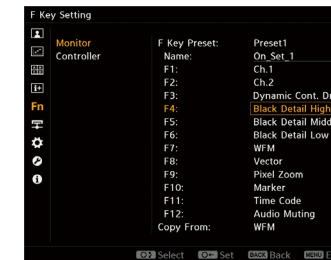 F Key Setting
Monitor
Controller
F Key Preset: Preset1
Name: On_Set_1
F1: Ch.1
F2: Ch.2
F3: Dynamic Cont.
F4: Black Detail High
F5: Black Detail
F6: Black Detail Low
Fn
F7: WFM
F8: Vector
F9: Pixel Zoom
F10: Marker
F11: Time Code
F12: Audio Muting
Copy From: WFM
Select Set BACK Back MENU